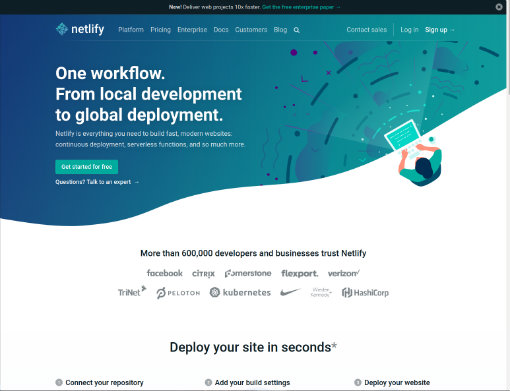 New! Deliver web projects 10x faster. Get the free enterprise paper →
netlify Platform Pricing Enterprise Docs Customers Blog Contact sales Log in Sign up →
One workflow.
From local development
to global deployment.
Netlify is everything you need to build fast, modern websites:
continuous deployment, serverless functions, and so much more.
Get started for free
Questions? Talk to an expert →
More than 600,000 developers and businesses trust Netlify
facebook citrix cornerstone flexport. verizon✓
TriNet PELOTON kubernetes HashiCorp
Deploy your site in seconds*
1 Connect your repository 2 Add your build settings 3 Deploy your website